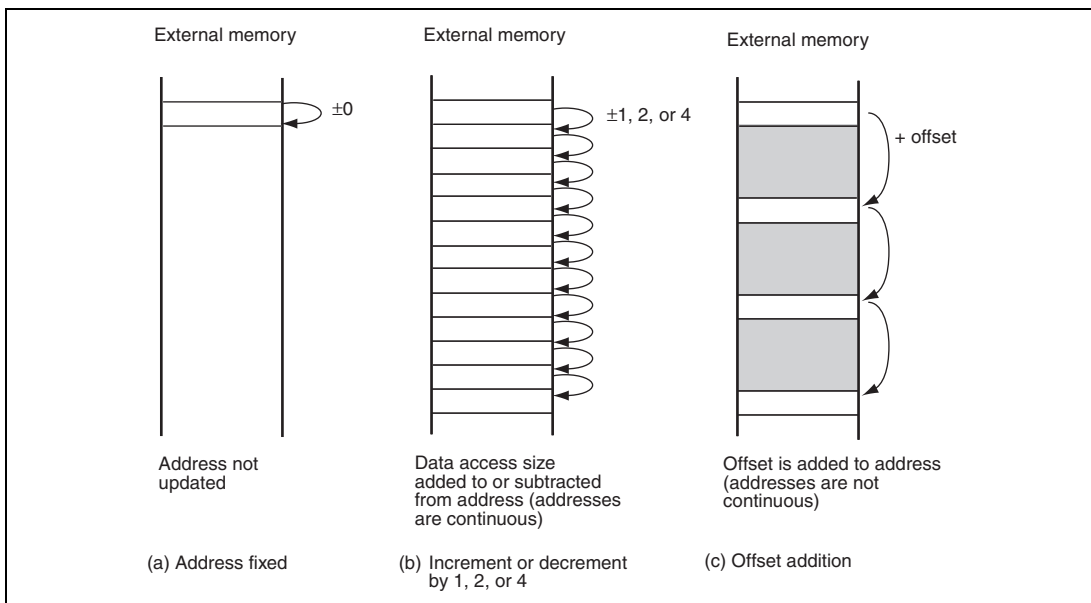 External memory
±0
Address not
updated
(a) Address fixed
External memory
±1, 2, or 4
Data access size
added to or subtracted
from address (addresses
are continuous)
(b) Increment or decrement
by 1, 2, or 4
External memory
+ offset
Offset is added to address
(addresses are not
continuous)
(c) Offset addition